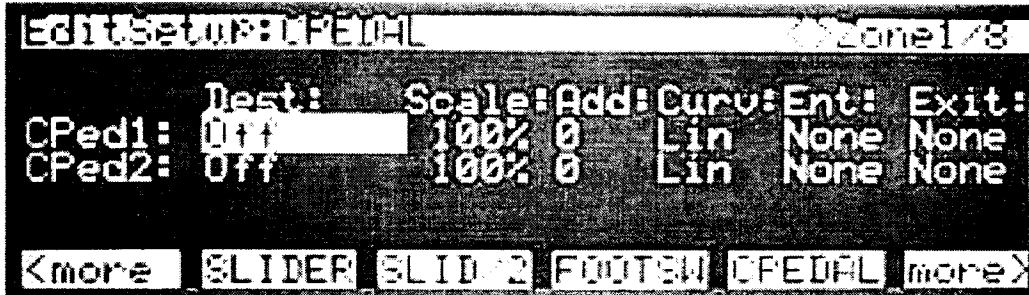 EditSetup:CPEDAL <>Zone1/8
Dest: Scale:Add:Curv:Ent: Exit:
CPed1: Off 100% 0 Lin None None
CPed2: Off 100% 0 Lin None None
<more SLIDER SLID/2 FOOTSW CPEDAL more>